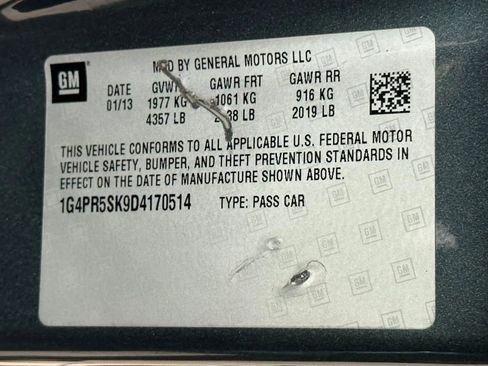 GM
MFD BY GENERAL MOTORS LLC
DATE GVWR GAWR FRT GAWR RR
01/13 1977 KG 1061 KG 916 KG
4357 LB LB 2019 LB
THIS VEHICLE CONFORMS TO ALL APPLICABLE U.S. FEDERAL MOTOR
VEHICLE SAFETY, BUMPER, AND THEFT PREVENTION STANDARDS IN
EFFECT ON THE DATE OF MANUFACTURE SHOWN ABOVE.
1G4PR5SK9D4170514 TYPE: PASS CAR